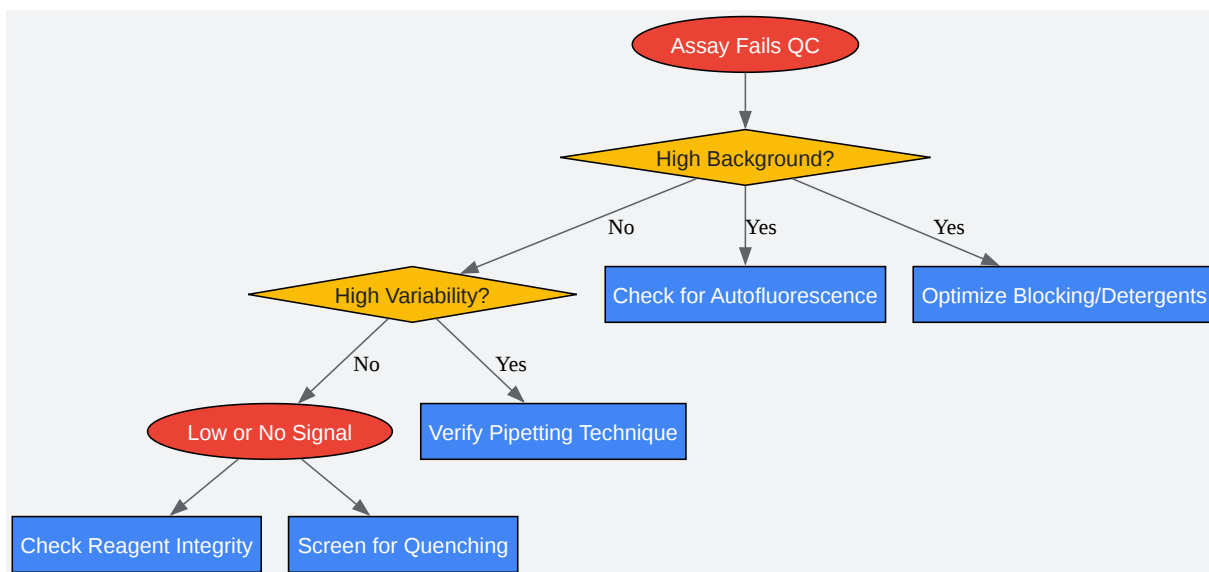 Assay Fails QC
High Background?
No
Yes
Yes
High Variability?
Check for Autofluorescence
Optimize Blocking/Detergents
No
Yes
Low or No Signal
Verify Pipetting Technique
Check Reagent Integrity
Screen for Quenching